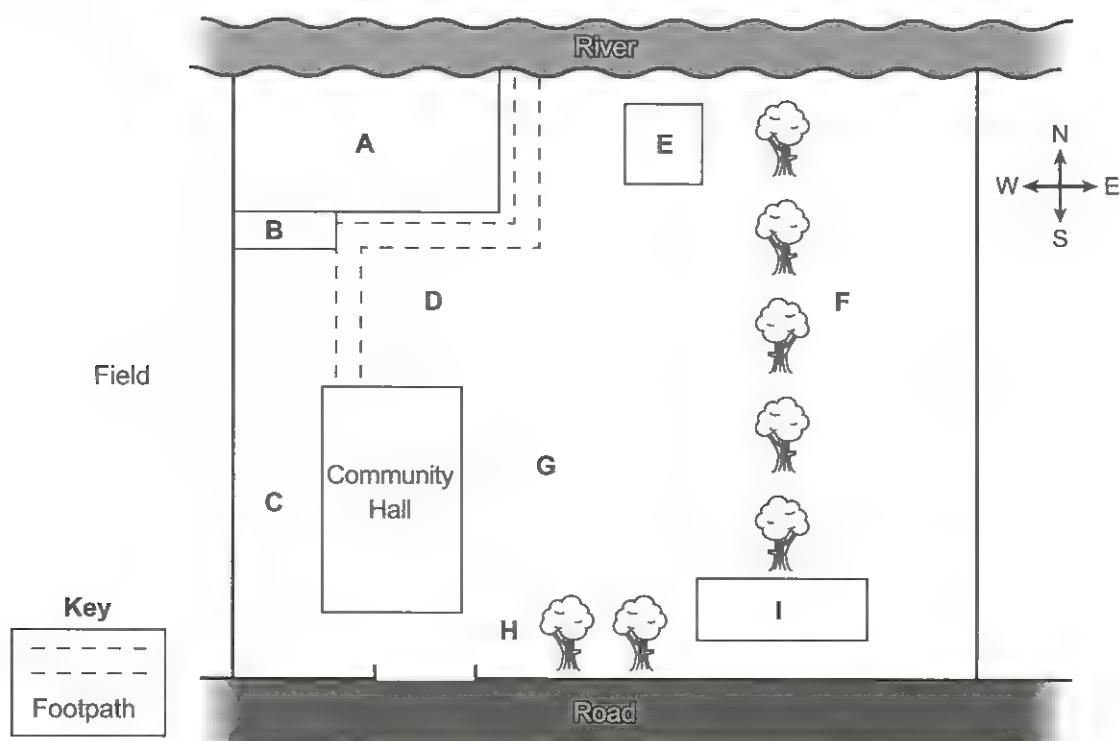 River
A
E
N
W E
S
B
D
F
Field
G
Community
Hall
C
Key
Footpath
H
I
Road